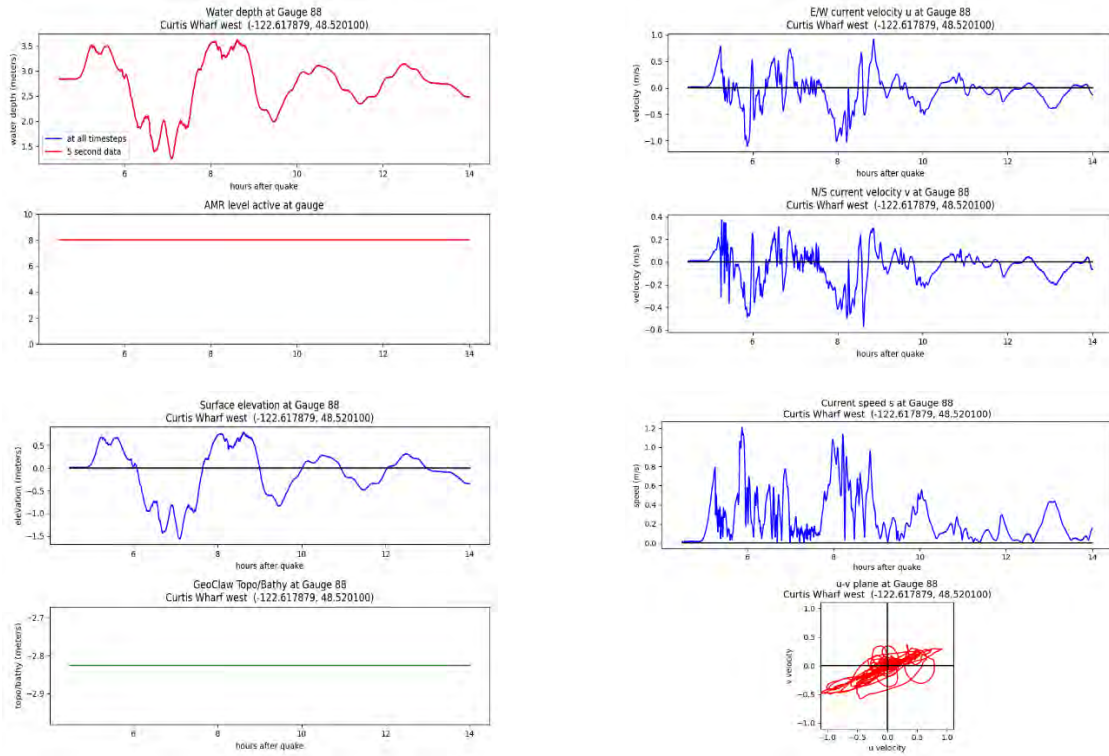 Water depth at Gauge 88
Curtis Wharf west (-122.617879, 48.520100)
water depth (meters)
3.5
3.0
2.5
2.0
1.5
at all timesteps
5 second data
6
8
10
12
14
hours after quake
AMR level active at gauge
10
8
6
4
2
0
6
8
10
12
14
hours after quake
Surface elevation at Gauge 88
Curtis Wharf west (-122.617879, 48.520100)
elevation (meters)
0.5
0.0
−0.5
−1.0
−1.5
6
8
10
12
14
hours after quake
GeoClaw Topo/Bathy at Gauge 88
Curtis Wharf west (-122.617879, 48.520100)
topo/bathy (meters)
−2.7
−2.8
−2.9
6
8
10
12
14
hours after quake
E/W current velocity u at Gauge 88
Curtis Wharf west (-122.617879, 48.520100)
velocity (m/s)
1.0
0.5
0.0
−0.5
−1.0
6
8
10
12
14
hours after quake
N/S current velocity v at Gauge 88
Curtis Wharf west (-122.617879, 48.520100)
velocity (m/s)
0.4
0.2
0.0
−0.2
−0.4
−0.6
6
8
10
12
14
hours after quake
Current speed s at Gauge 88
Curtis Wharf west (-122.617879, 48.520100)
speed (m/s)
1.2
1.0
0.8
0.6
0.4
0.2
0.0
6
8
10
12
14
hours after quake
u-v plane at Gauge 88
Curtis Wharf west (-122.617879, 48.520100)
v velocity
1.0
0.5
0.0
−0.5
−1.0
−1.0
−0.5
0.0
0.5
1.0
u velocity